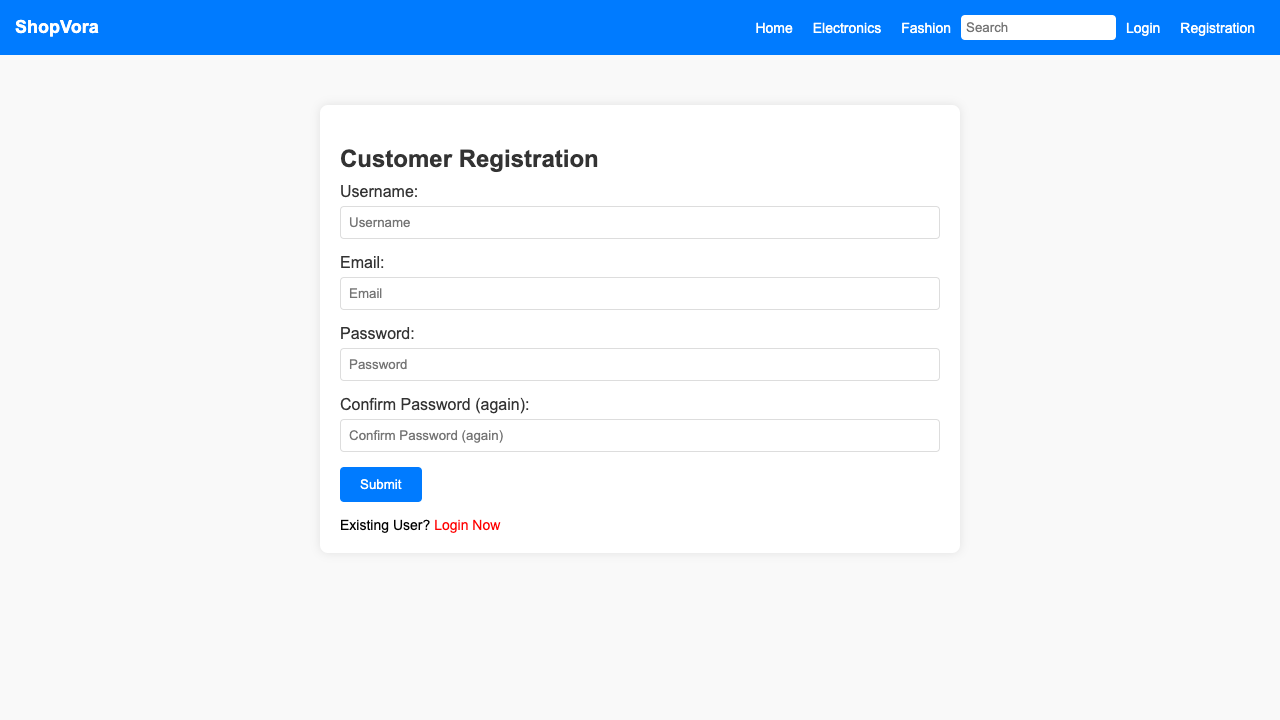 ShopVora
Home Electronics Fashion Search Login Registration
Customer Registration
Username:
Username
Email:
Email
Password:
Password
Confirm Password (again):
Confirm Password (again)
Submit
Existing User? Login Now